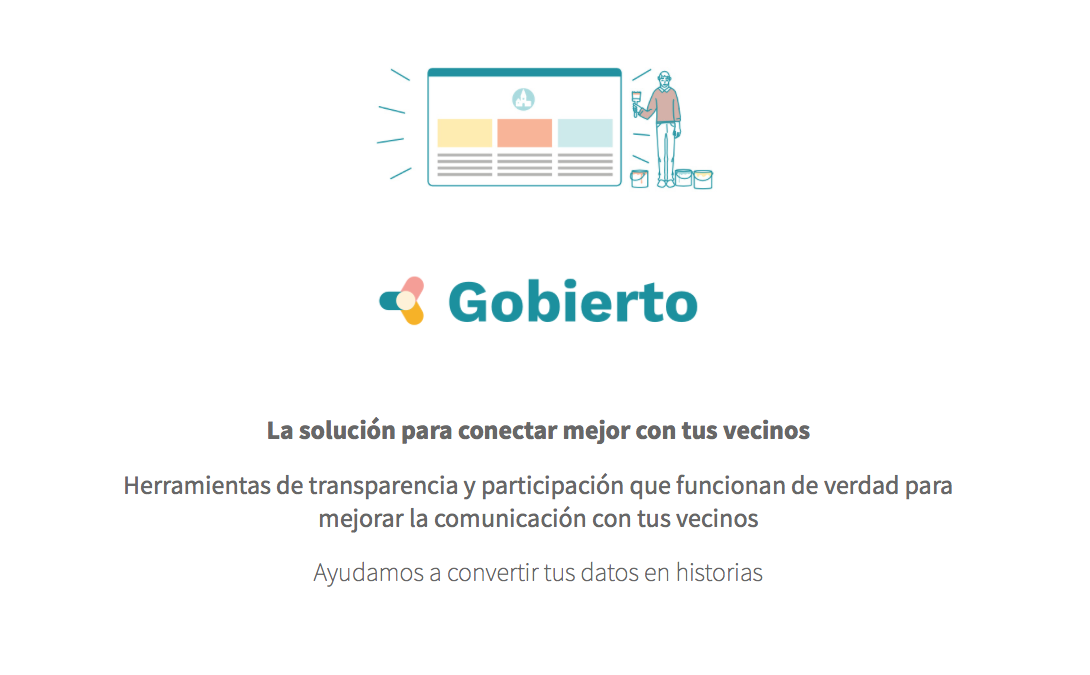 Gobierto
La solución para conectar mejor con tus vecinos
Herramientas de transparencia y participación que funcionan de verdad para
mejorar la comunicación con tus vecinos
Ayudamos a convertir tus datos en historias